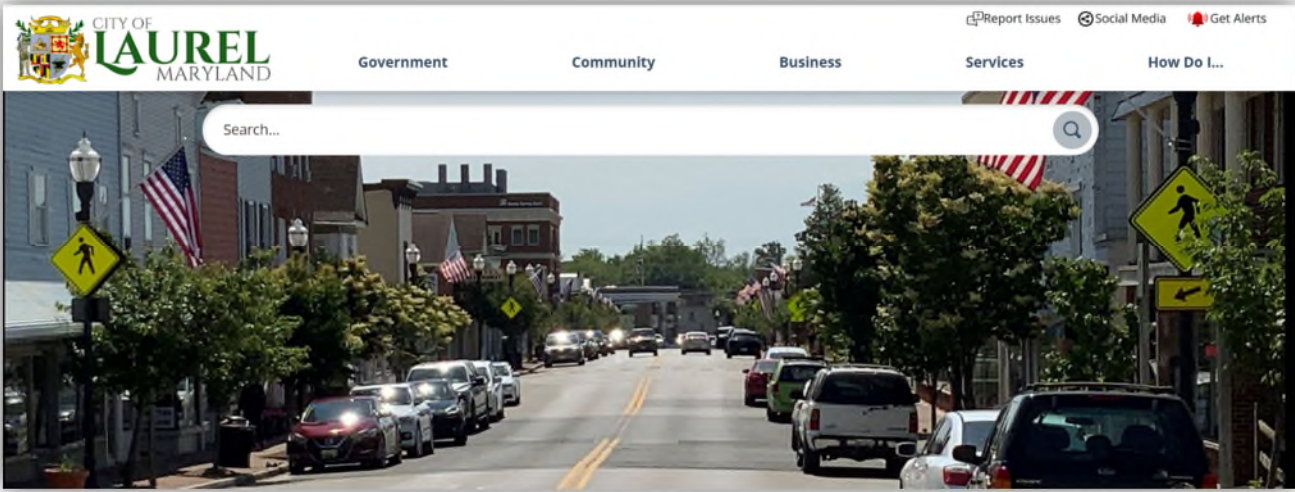 CITY OF
LAUREL
MARYLAND
Report Issues
Social Media
Get Alerts
Government
Community
Business
Services
How Do I...
Search...